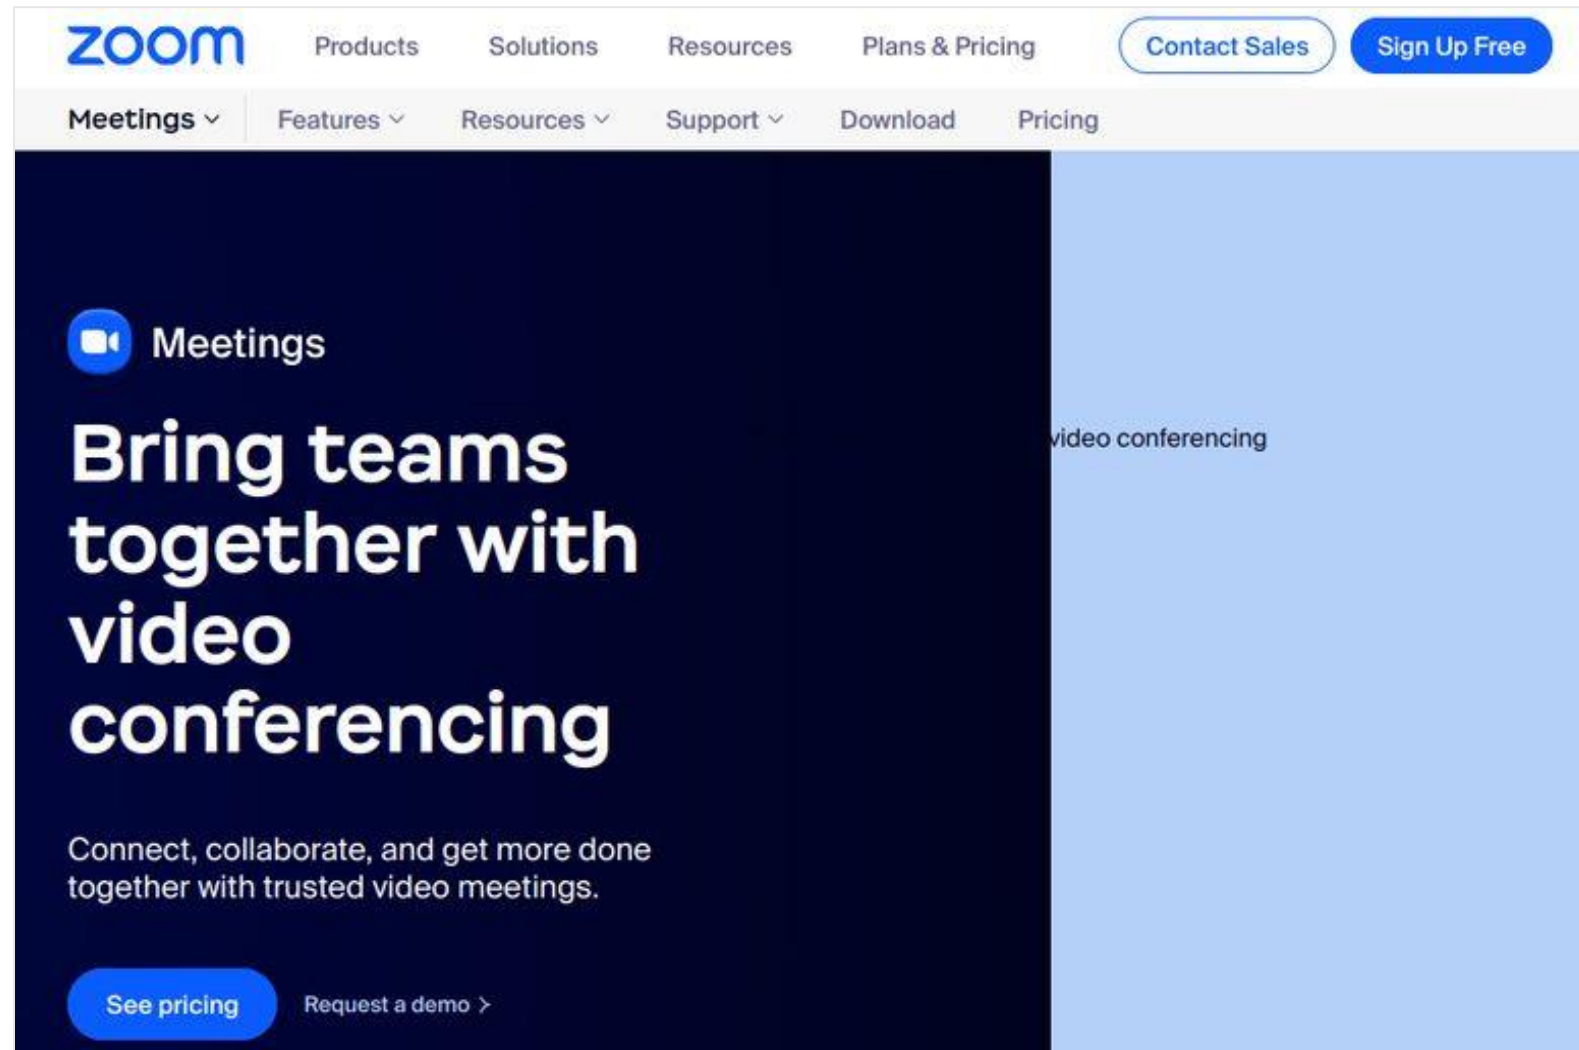 zoom
Products Solutions Resources Plans & Pricing Contact Sales Sign Up Free
Meetings Features Resources Support Download Pricing
Meetings
Bring teams
together with
video
conferencing
video conferencing
Connect, collaborate, and get more done
together with trusted video meetings.
See pricing Request a demo